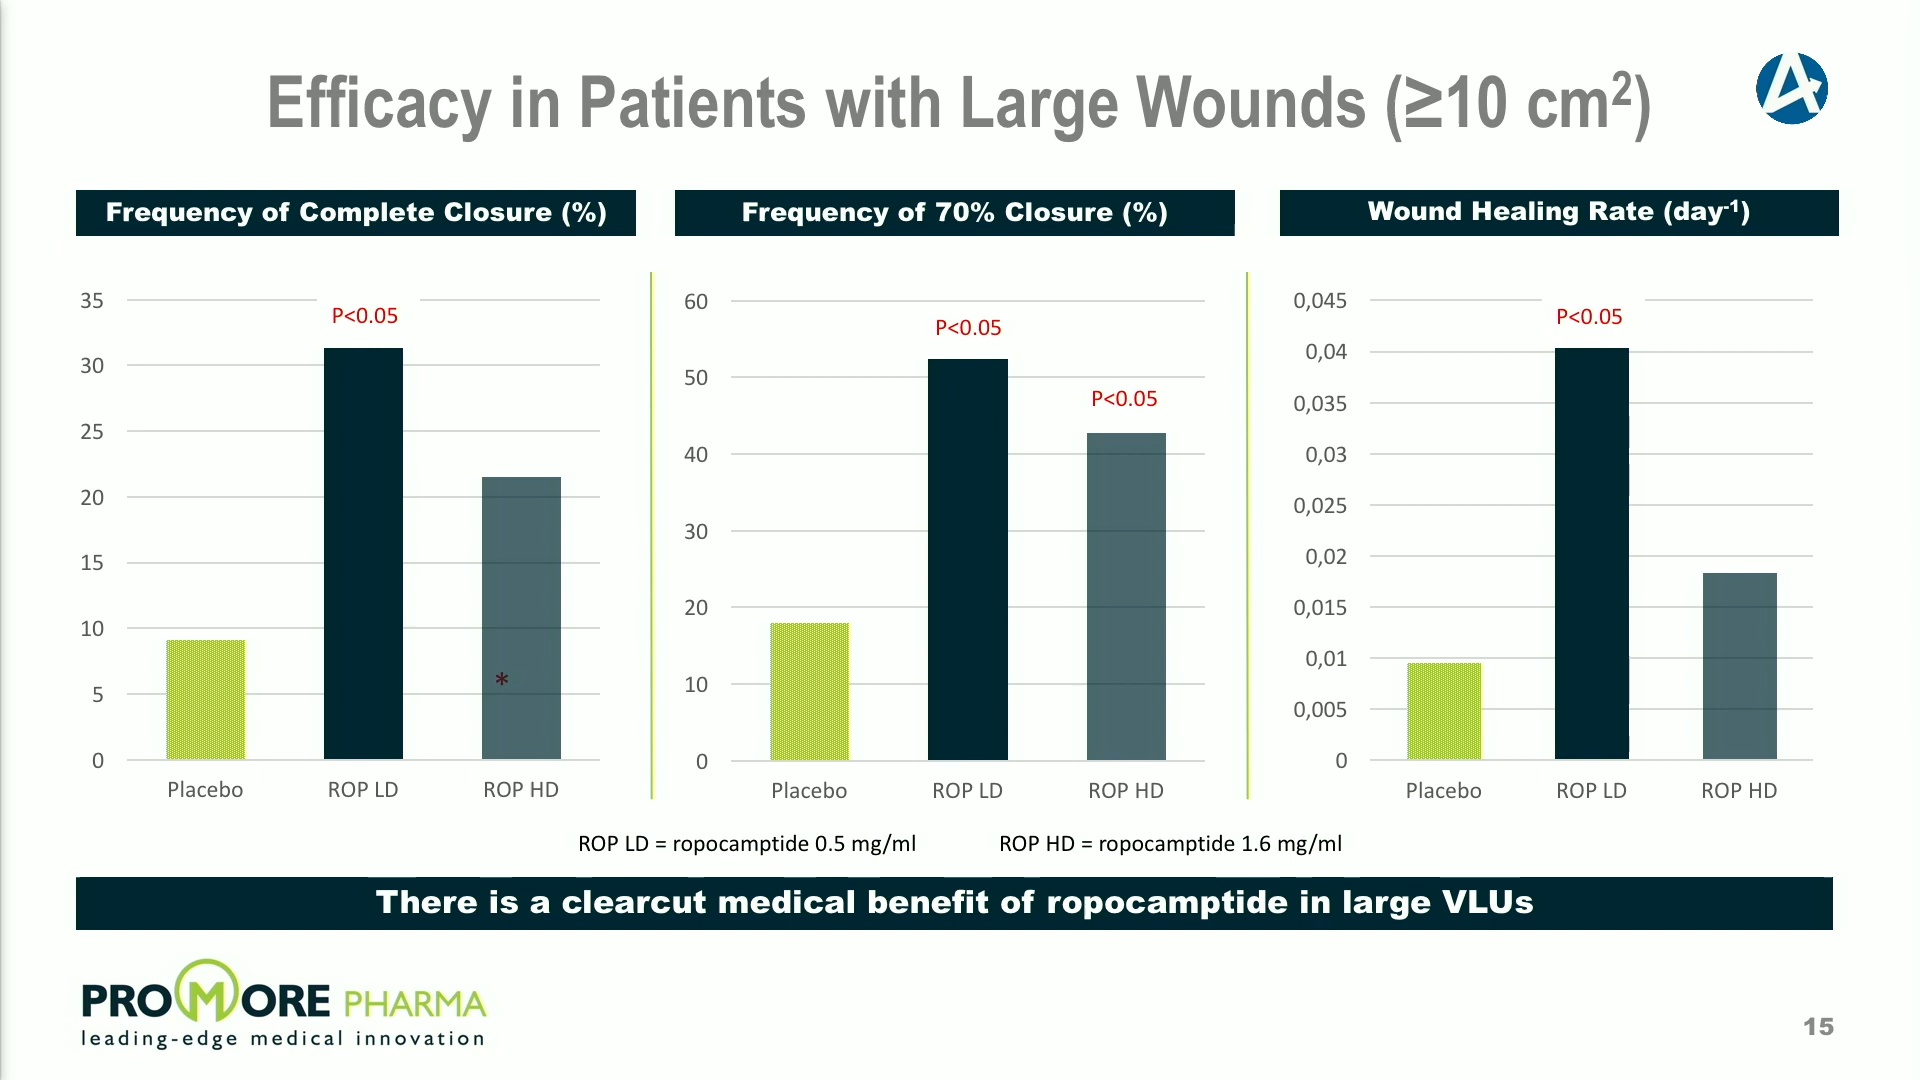 Efficacy in Patients with Large Wounds (≥10 cm²)
Frequency of Complete Closure (%)
35
30
25
20
15
10
5
0
P<0.05
*
Placebo
ROP LD
ROP HD
Frequency of 70% Closure (%)
60
50
40
30
20
10
0
P<0.05
P<0.05
Placebo
ROP LD
ROP HD
Wound Healing Rate (day⁻¹)
0,045
0,04
0,035
0,03
0,025
0,02
0,015
0,01
0,005
0
P<0.05
Placebo
ROP LD
ROP HD
ROP LD = ropocamptide 0.5 mg/ml
ROP HD = ropocamptide 1.6 mg/ml
There is a clearcut medical benefit of ropocamptide in large VLUs
PROMORE PHARMA
leading-edge medical innovation
15